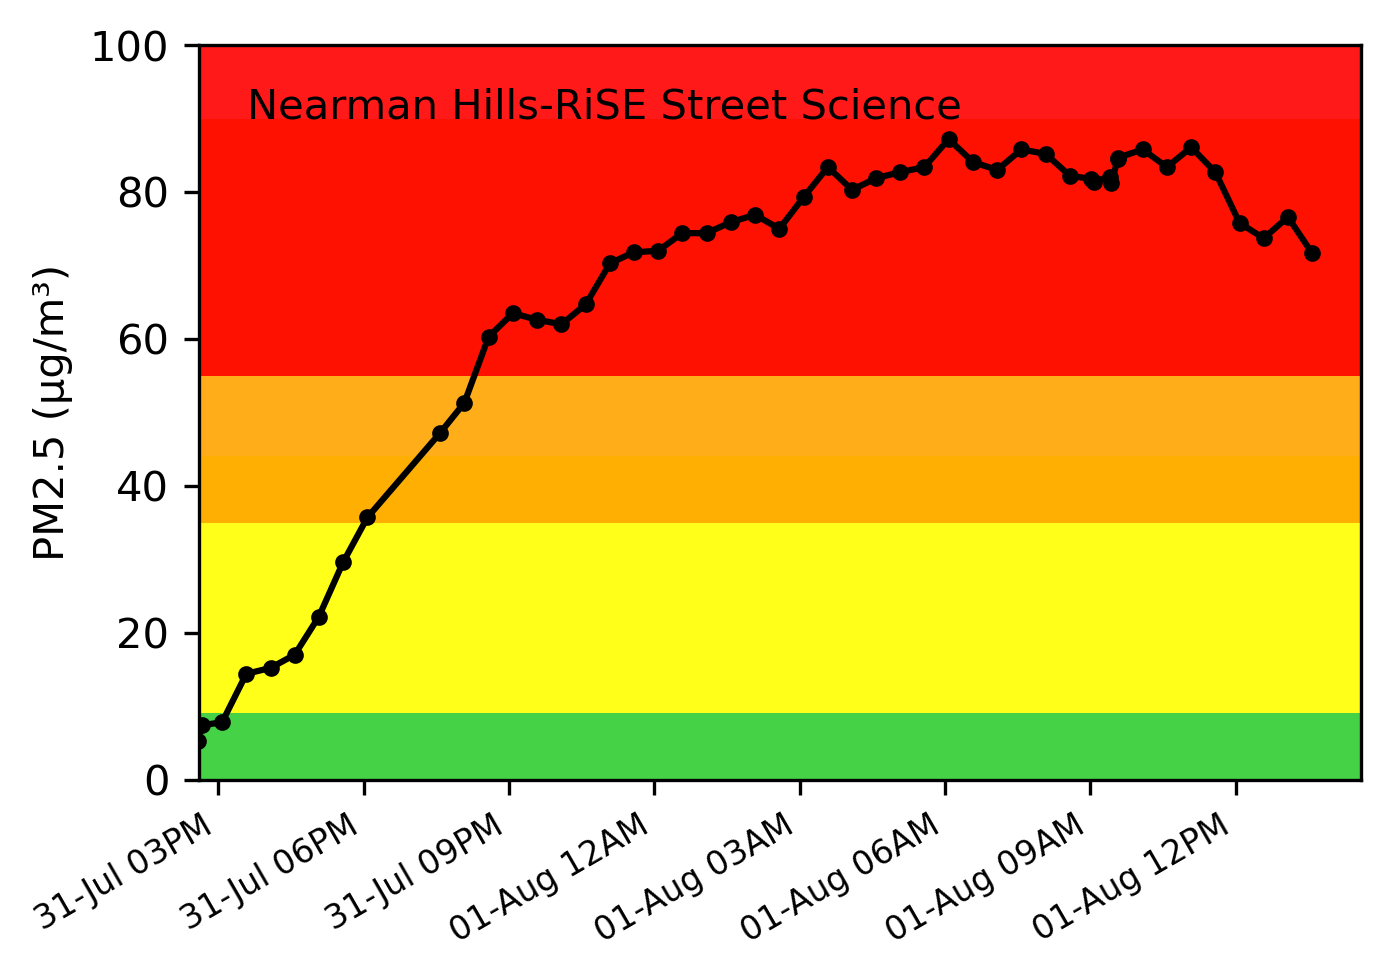 100
Nearman Hills-RiSE Street Science
80
60
40
20
0
PM2.5 (µg/m³)
31-Jul 03PM
31-Jul 06PM
31-Jul 09PM
01-Aug 12AM
01-Aug 03AM
01-Aug 06AM
01-Aug 09AM
01-Aug 12PM